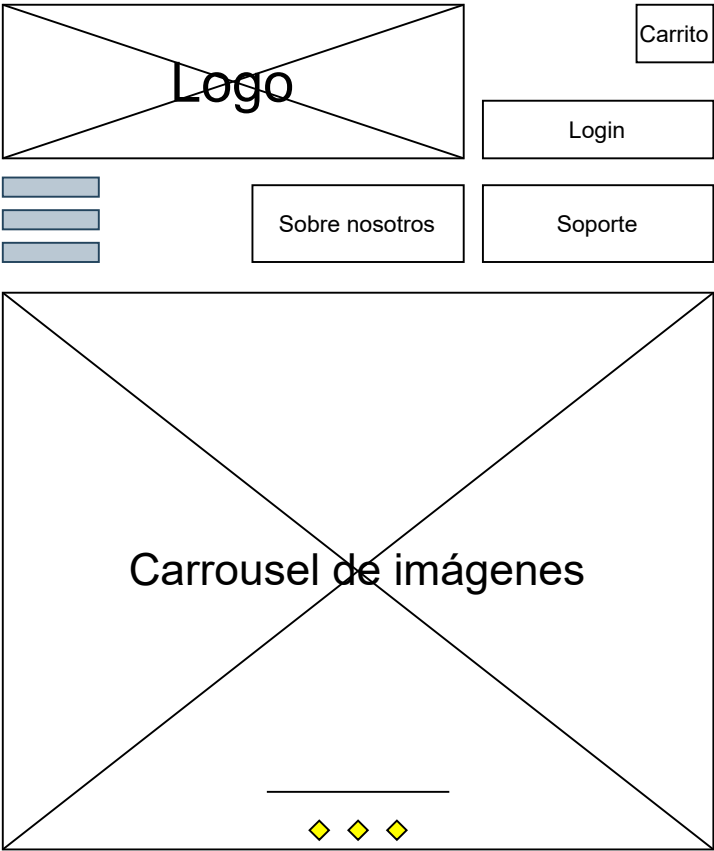 Logo
Carrito
Login
Sobre nosotros
Soporte
Carrousel de imágenes